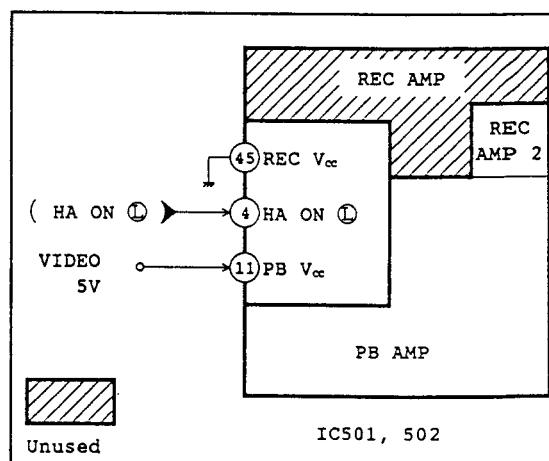 REC AMP
REC
AMP 2
45 REC Vcc
( HA ON Ⓛ ) 4 HA ON Ⓛ
VIDEO
5V
11 PB Vcc
PB AMP
Unused
IC501, 502